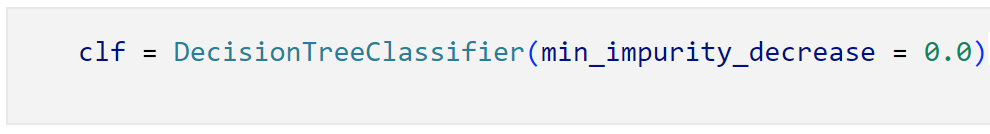 clf = DecisionTreeClassifier(min_impurity_decrease = 0.0)